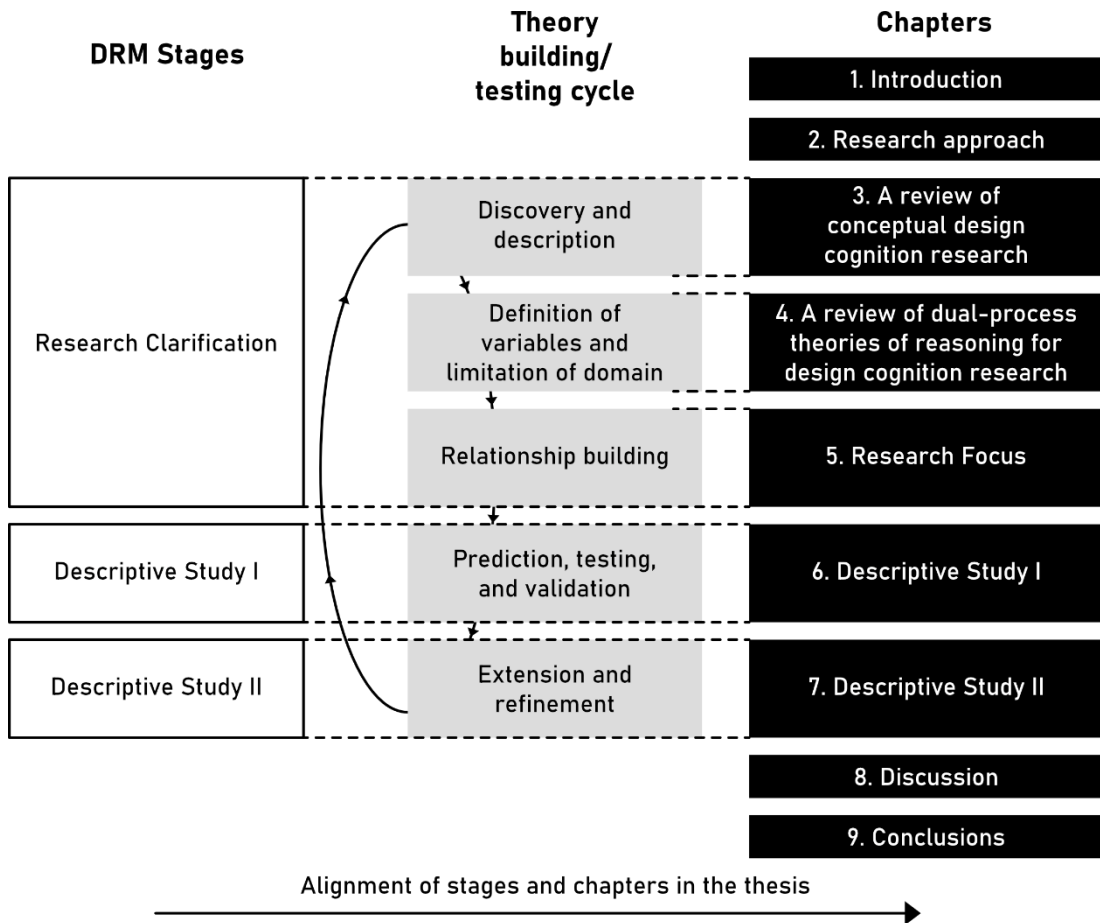 DRM Stages
Theory
building/
testing cycle
Chapters
1. Introduction
2. Research approach
Research Clarification
Discovery and
description
3. A review of
conceptual design
cognition research
Definition of
variables and
limitation of domain
4. A review of dual-process
theories of reasoning for
design cognition research
Relationship building
5. Research Focus
Descriptive Study I
Prediction, testing,
and validation
6. Descriptive Study I
Descriptive Study II
Extension and
refinement
7. Descriptive Study II
8. Discussion
9. Conclusions
Alignment of stages and chapters in the thesis